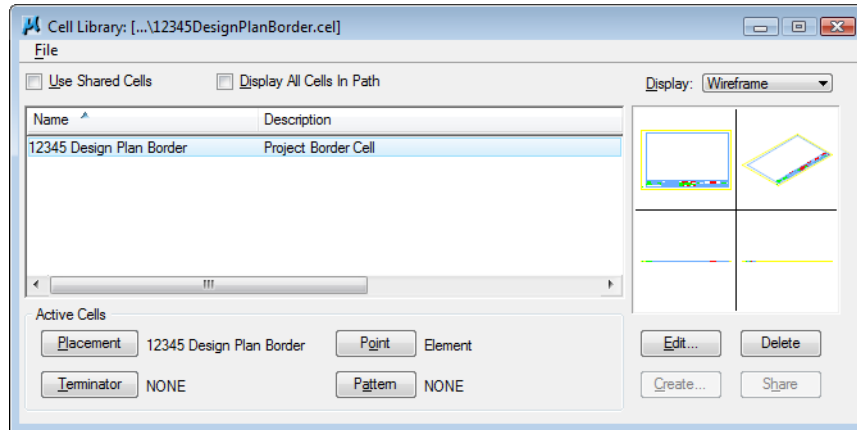 Cell Library: [...\12345DesignPlanBorder.cel]
File
Use Shared Cells Display All Cells In Path Display: Wireframe
Name Description
12345 Design Plan Border Project Border Cell
Active Cells
Placement 12345 Design Plan Border Point Element Edit... Delete
Terminator NONE Pattern NONE Create... Share